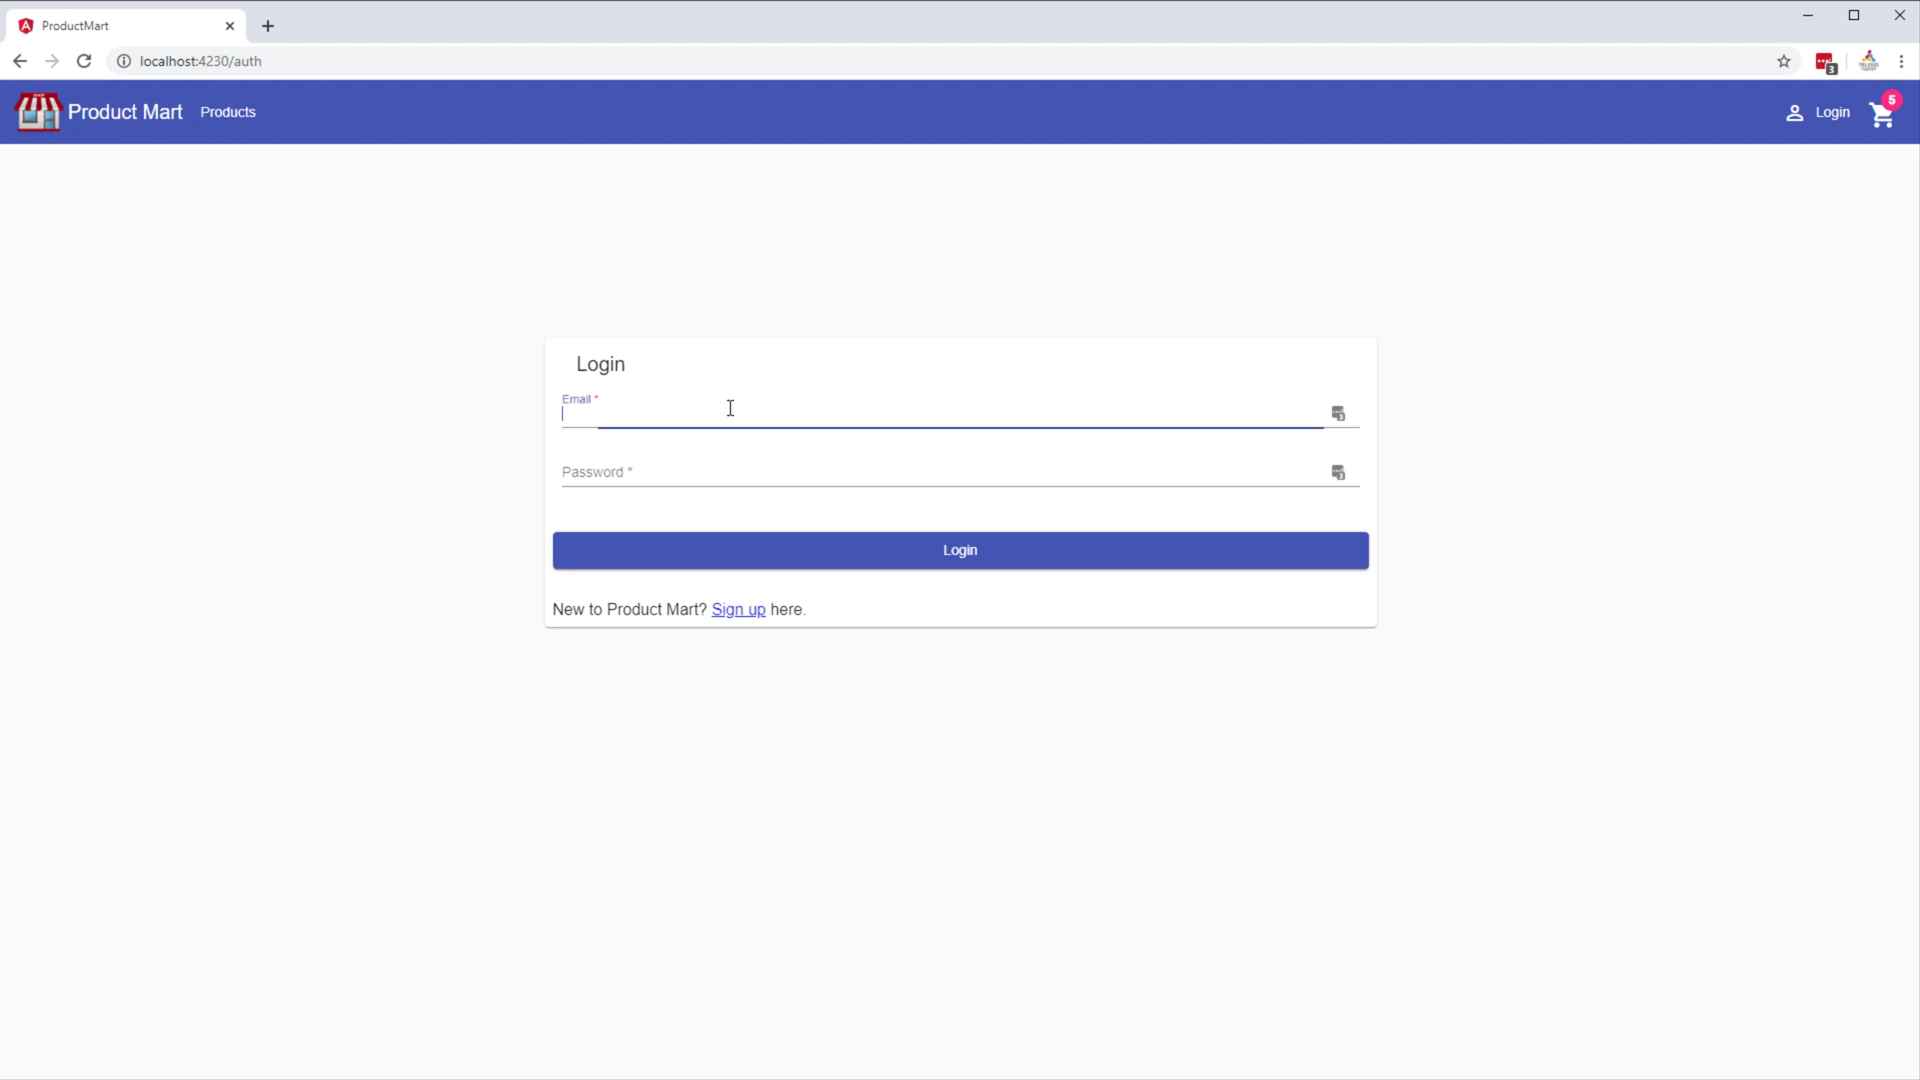 ProductMart
localhost:4230/auth
3
Product Mart
Products
Login
5
Login
Email *
Password *
Login
New to Product Mart? Sign up here.